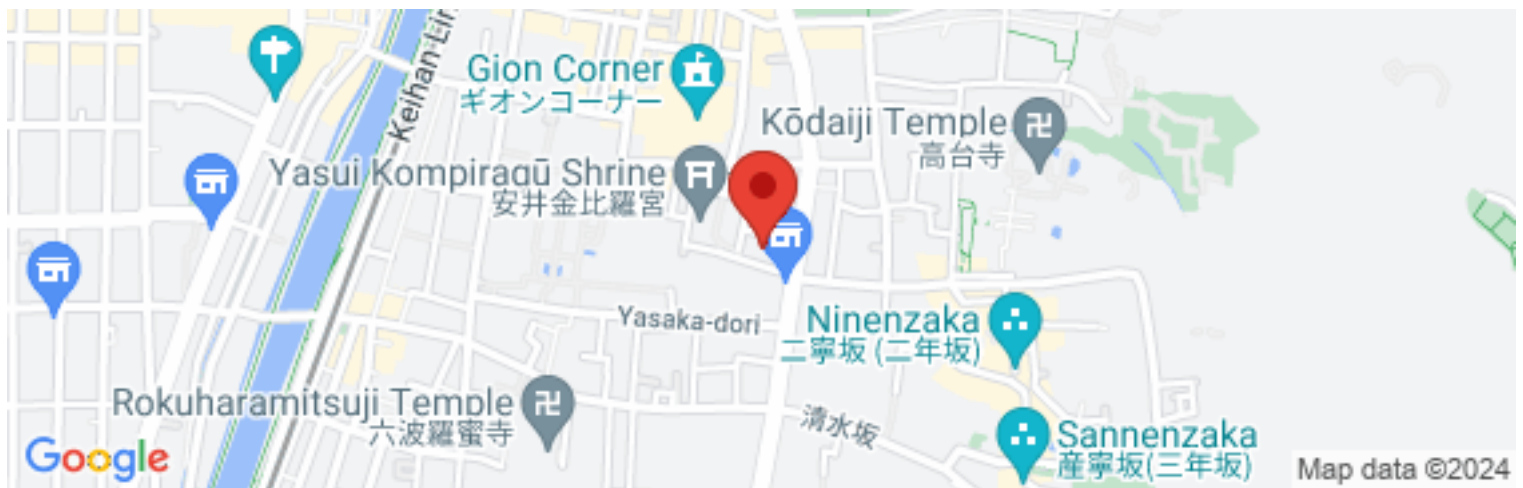 Gion Corner
ギオンコーナー
Keihan Lin
Kōdaiji Temple
高台寺
Yasui Kompiragū Shrine
安井金比羅宮
Yasaka-dori
Ninenzaka
二寧坂 (二年坂)
Rokuharamitsuji Temple
六波羅蜜寺
清水坂
Sannenzaka
産寧坂(三年坂)
Google
Map data ©2024